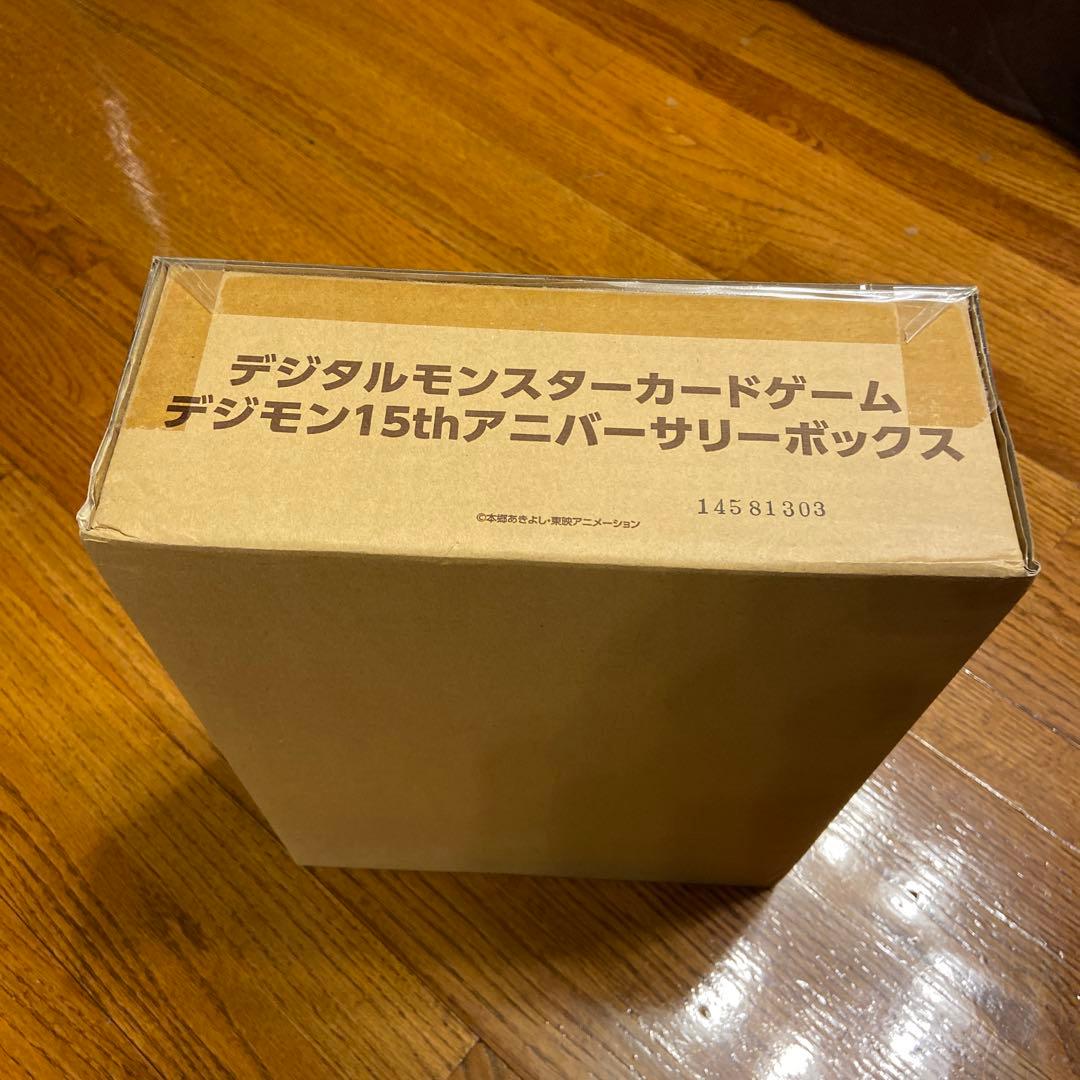 デジタルモンスターカードゲーム
デジモン15thアニバーサリーボックス
14581303
©本郷あきよし・東映アニメーション